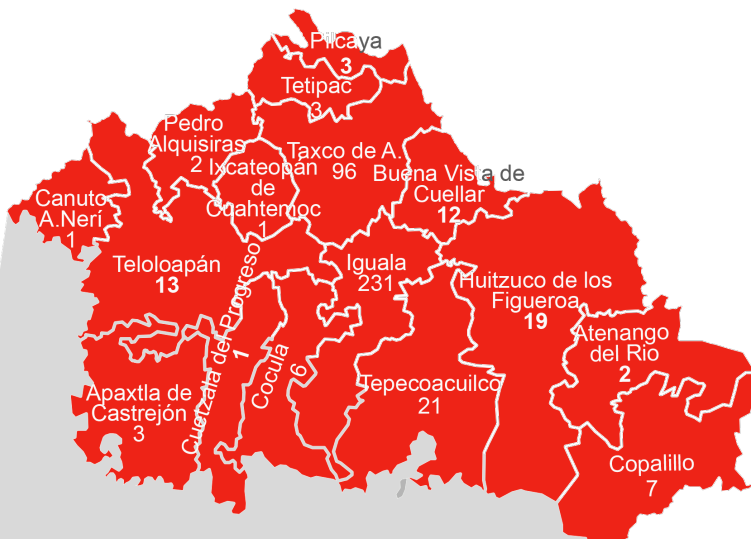 Pilcaya
3
Tetipac
3
Pedro
Alquisiras
2
Taxco de A.
96
Ixcateopán
de
Cuahtemoc
1
Buena Vista de
Cuellar
12
Canuto
A.Nerí
1
Teloloapán
13
Iguala
231
Huitzuco de los
Figueroa
19
Cuetzala del Progreso
1
Cocula
6
Atenango
del Rio
2
Apaxtla de
Castrejón
3
Tepecoacuilco
21
Copalillo
7